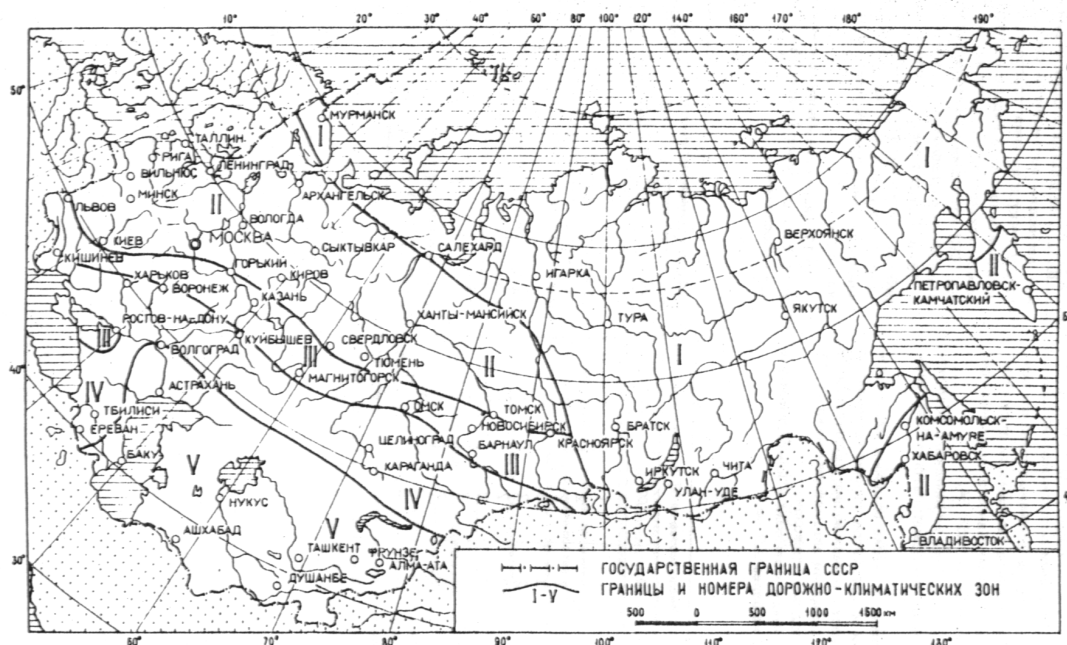 10° 20° 30° 40° 60° 80° 100° 120° 140° 160° 170° 180° 190°
50°
МУРМАНСК
I
ТАЛЛИН
РИГА
ЛЕНИНГРАД
I
ВИЛЬНЮС
АРХАНГЕЛЬСК
МИНСК
II
ЛЬВОВ
ВОЛОГДА
МОСКВА
ВЕРХОЯНСК
КИЕВ
СЫКТЫВКАР
САЛЕХАРД
КИШИНЕВ
ГОРЬКИЙ
II
ХАРЬКОВ
КИРОВ
ИГАРКА
ВОРОНЕЖ
ПЕТРОПАВЛОВСК-
КАМЧАТСКИЙ
КАЗАНЬ
ЯКУТСК
РОСТОВ-НА-ДОНУ
ХАНТЫ-МАНСИЙСК
ТУРА
III
КУЙБЫШЕВ
СВЕРДЛОВСК
ВОЛГОГРАД
III
I
ТЮМЕНЬ
II
40°
МАГНИТОГОРСК
АСТРАХАНЬ
IV
ОМСК
ТОМСК
ТБИЛИСИ
НОВОСИБИРСК
БРАТСК
КОМСОМОЛЬСК-
НА-АМУРЕ
ЕРЕВАН
ЦЕЛИНОГРАД
БАРНАУЛ
КРАСНОЯРСК
ХАБАРОВСК
БАКУ
V
КАРАГАНДА
III
ИРКУТСК
ЧИТА
УЛАН-УДЕ
II
НУКУС
IV
АШХАБАД
V
ВЛАДИВОСТОК
ТАШКЕНТ
ФРУНЗЕ
30°
АЛМА-АТА
ДУШАНБЕ
ГОСУДАРСТВЕННАЯ ГРАНИЦА СССР
I-V
ГРАНИЦЫ И НОМЕРА ДОРОЖНО-КЛИМАТИЧЕСКИХ ЗОН
500 0 500 1000 1500 км
60° 70° 80° 90° 100° 110° 120° 130°